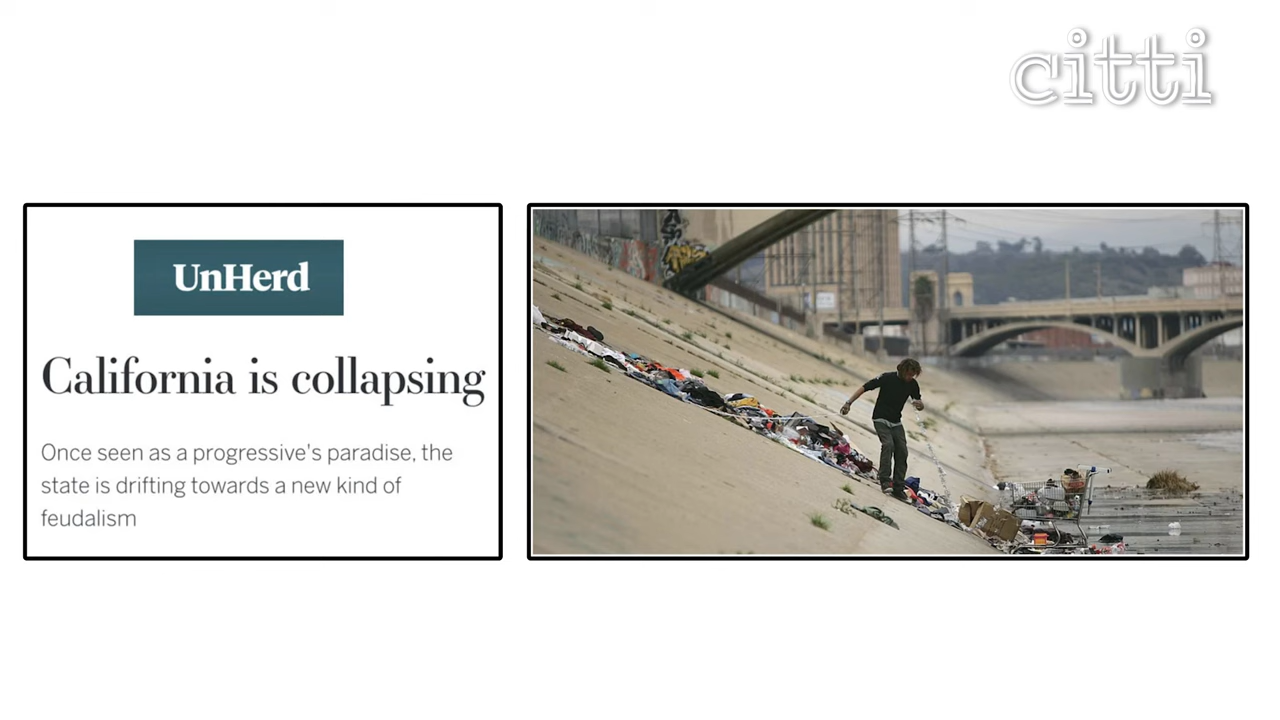 citti
UnHerd
California is collapsing
Once seen as a progressive's paradise, the
state is drifting towards a new kind of
feudalism